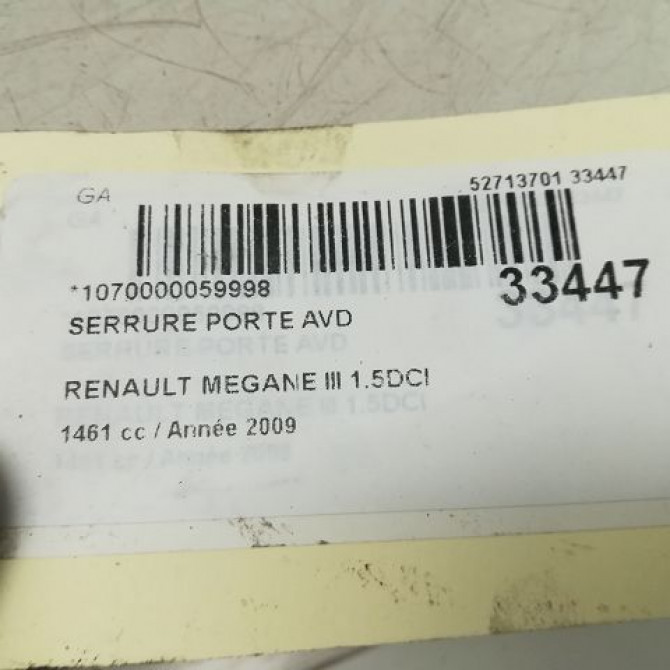 GA
52713701 33447
*1070000059998
33447
SERRURE PORTE AVD
RENAULT MEGANE III 1.5DCI
1461 cc / Année 2009